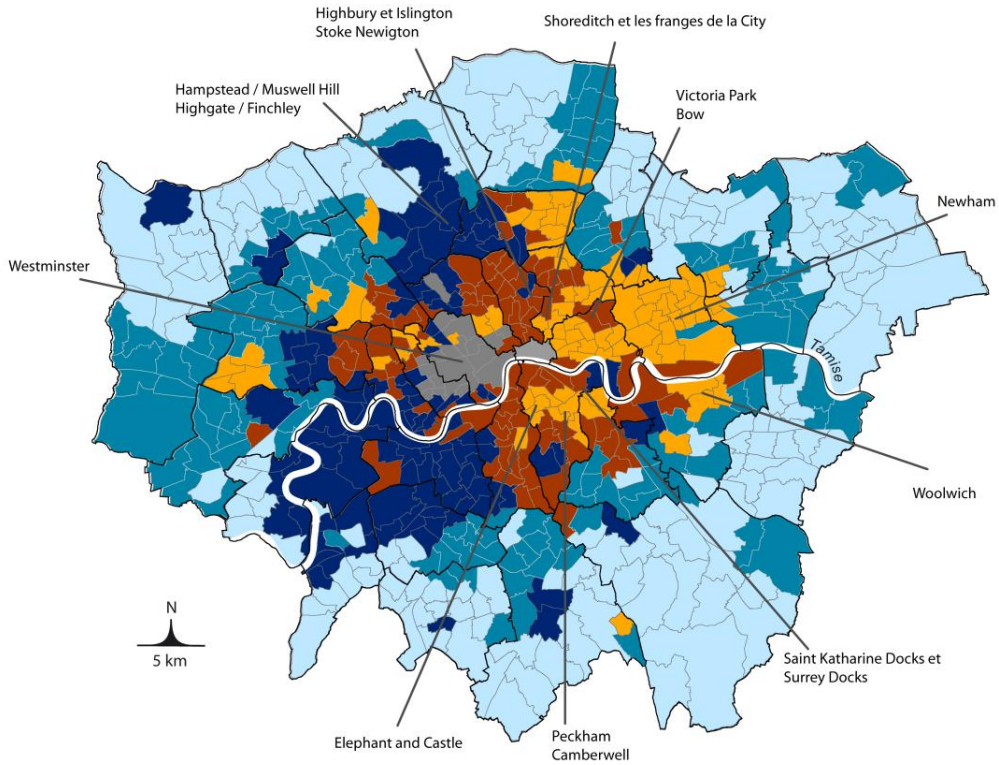 Highbury et Islington
Stoke Newigton
Shoreditch et les franges de la City
Hampstead / Muswell Hill
Highgate / Finchley
Victoria Park
Bow
Newham
Westminster
Tamise
Woolwich
N
5 km
Saint Katharine Docks et
Surrey Docks
Elephant and Castle
Peckham
Camberwell